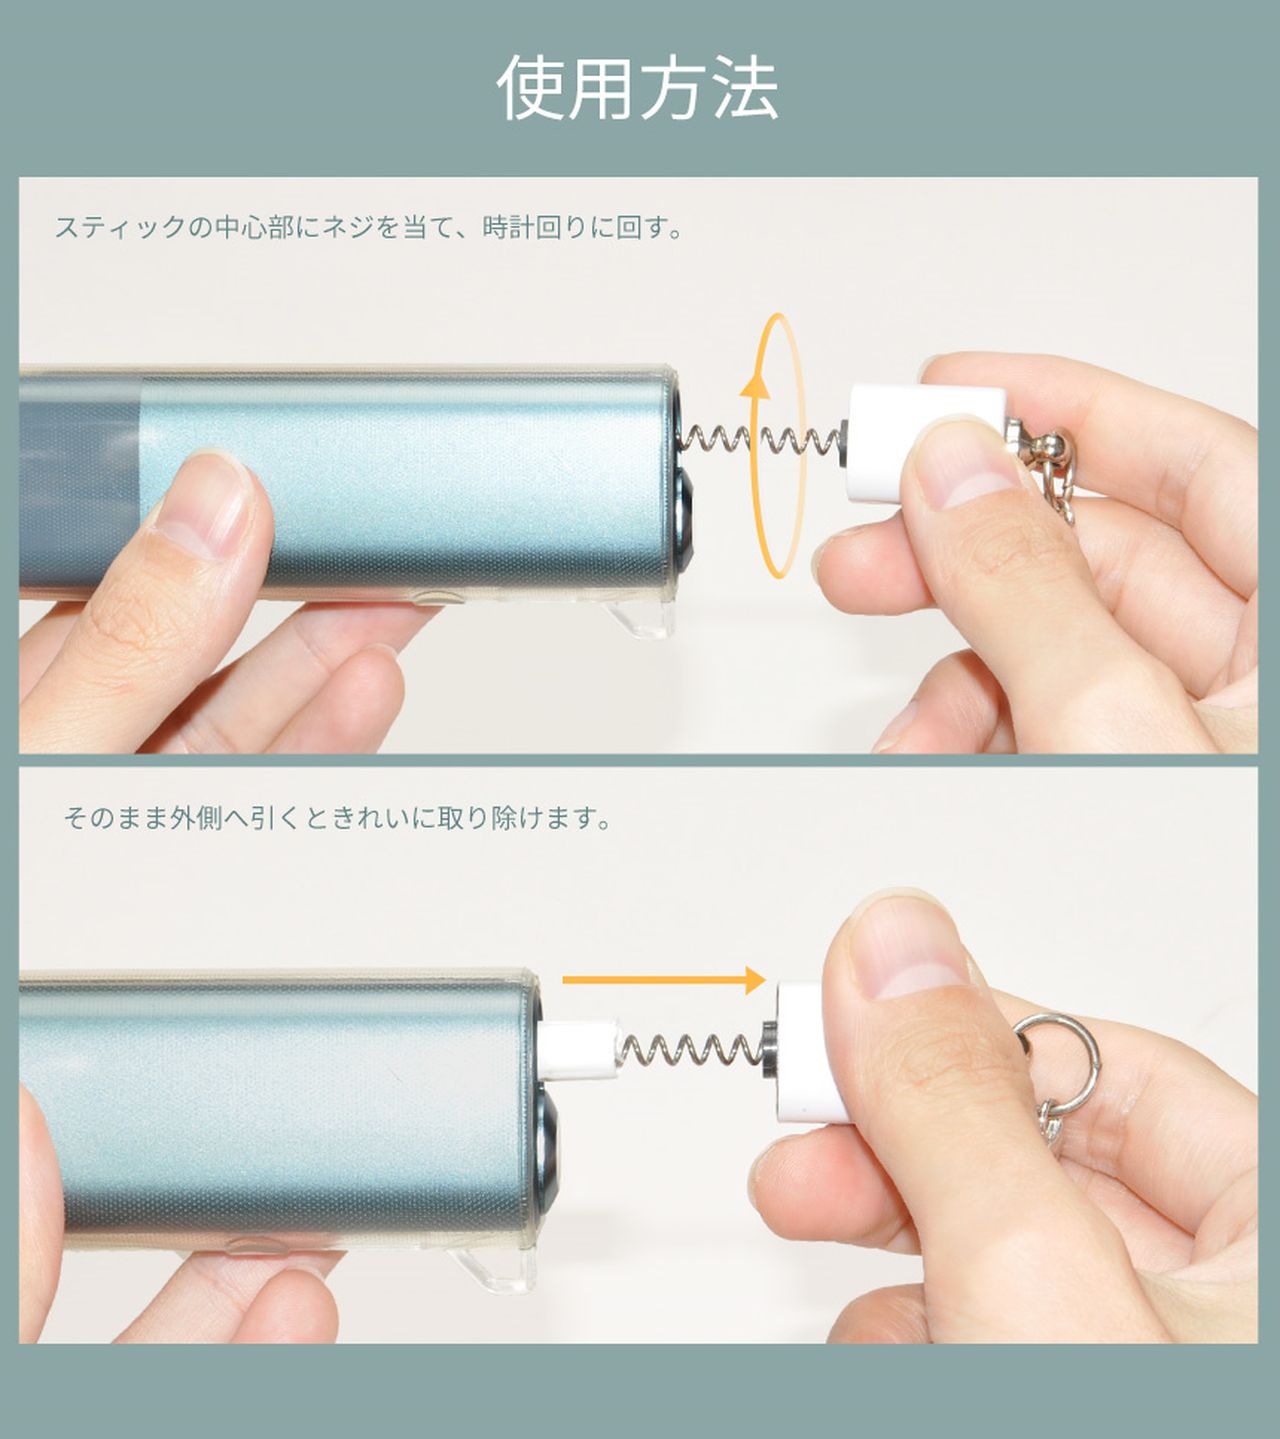 使用方法
スティックの中心部にネジを当て、時計回りに回す。
そのまま外側へ引くときれいに取り除けます。